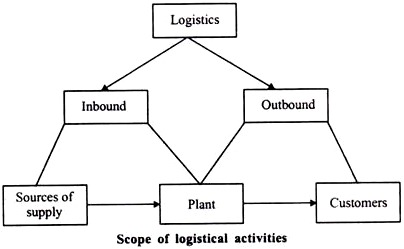 Logistics
Inbound
Outbound
Sources of
supply
Plant
Customers
Scope of logistical activities